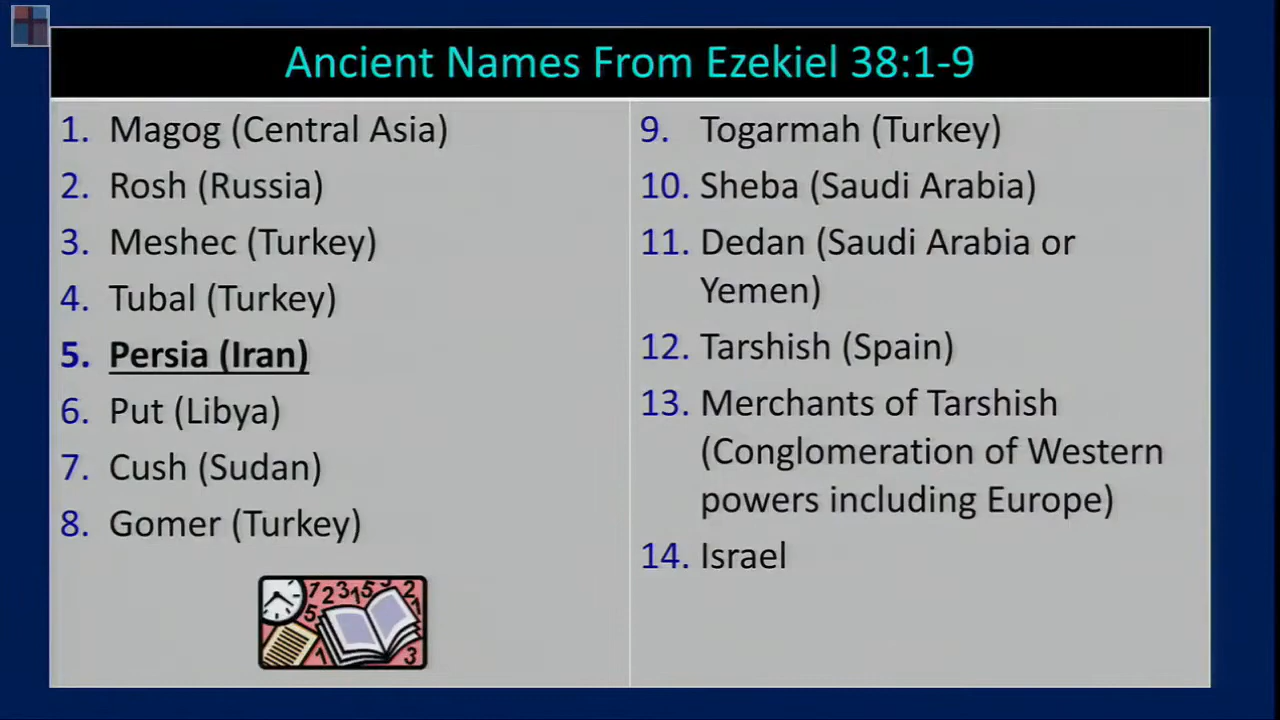 Ancient Names From Ezekiel 38:1-9
1. Magog (Central Asia)
2. Rosh (Russia)
3. Meshec (Turkey)
4. Tubal (Turkey)
5. Persia (Iran)
6. Put (Libya)
7. Cush (Sudan)
8. Gomer (Turkey)
9. Togarmah (Turkey)
10. Sheba (Saudi Arabia)
11. Dedan (Saudi Arabia or
Yemen)
12. Tarshish (Spain)
13. Merchants of Tarshish
(Conglomeration of Western
powers including Europe)
14. Israel